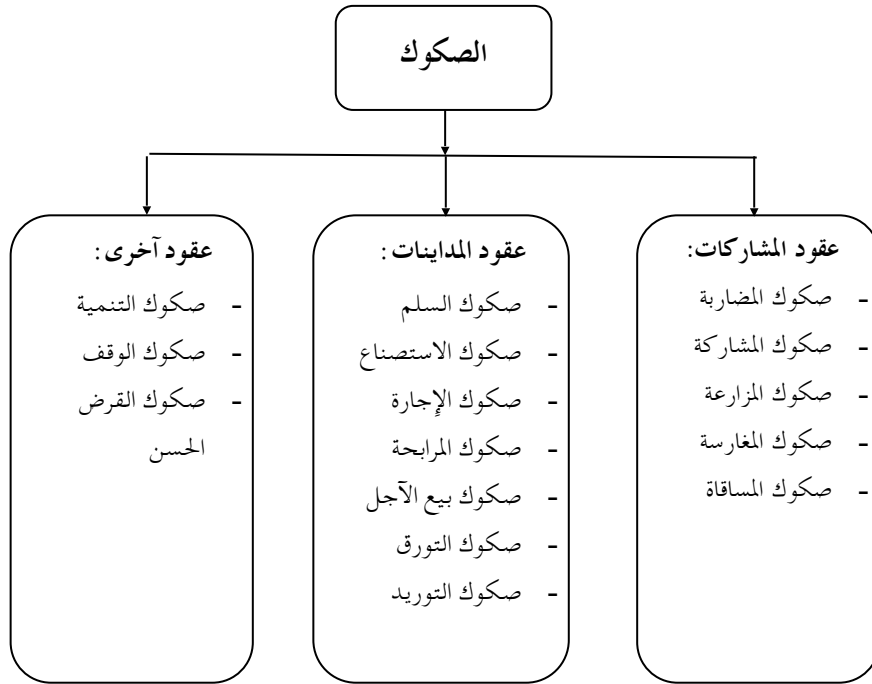 الصكوك
عقود المشاركات:
- صكوك المضاربة
- صكوك المشاركة
- صكوك المزارعة
- صكوك المغارسة
- صكوك المساقاة
عقود المداينات:
- صكوك السلم
- صكوك الاستصناع
- صكوك الإجارة
- صكوك المرابحة
- صكوك بيع الآجل
- صكوك التورق
- صكوك التوريد
عقود آخرى:
- صكوك التنمية
- صكوك الوقف
- صكوك القرض
الحسن